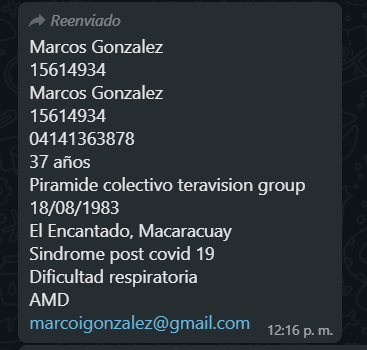 Reenviado
Marcos Gonzalez
15614934
Marcos Gonzalez
15614934
04141363878
37 años
Piramide colectivo teravision group
18/08/1983
El Encantado, Macaracuay
Sindrome post covid 19
Dificultad respiratoria
AMD
marcoigonzalez@gmail.com
12:16 p. m.